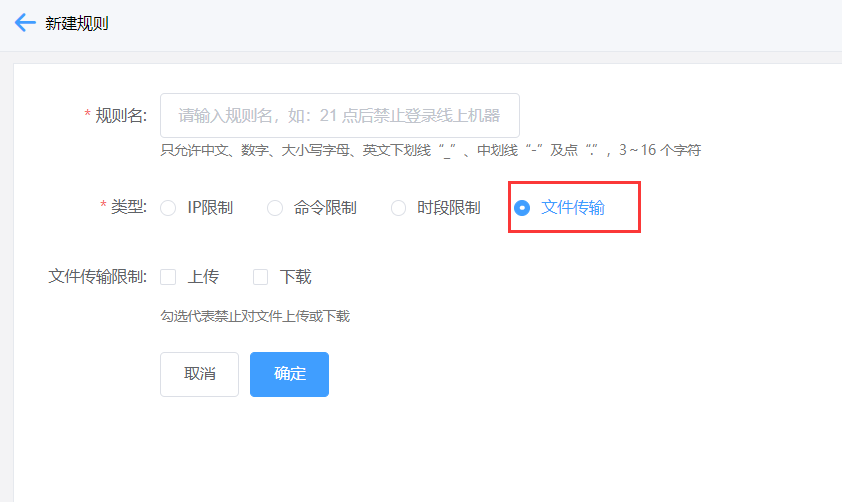 新建规则
* 规则名: 请输入规则名，如：21 点后禁止登录线上机器
只允许中文、数字、大小写字母、英文下划线“_”、中划线“-”及点“.”，3～16 个字符
* 类型: IP限制 命令限制 时段限制 文件传输
文件传输限制: 上传 下载
勾选代表禁止对文件上传或下载
取消 确定